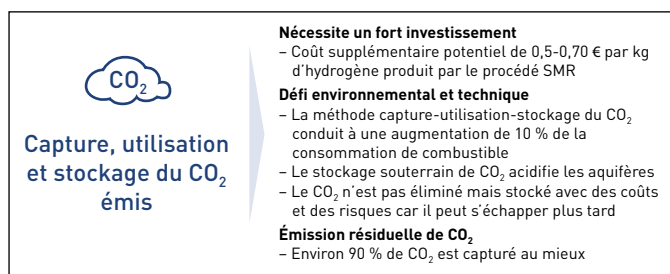 CO₂
Capture, utilisation
et stockage du CO₂
émis
Nécessite un fort investissement
– Coût supplémentaire potentiel de 0,5-0,70 € par kg
d’hydrogène produit par le procédé SMR
Défi environnemental et technique
– La méthode capture-utilisation-stockage du CO₂
conduit à une augmentation de 10 % de la
consommation de combustible
– Le stockage souterrain de CO₂ acidifie les aquifères
– Le CO₂ n’est pas éliminé mais stocké avec des coûts
et des risques car il peut s’échapper plus tard
Émission résiduelle de CO₂
– Environ 90 % de CO₂ est capturé au mieux